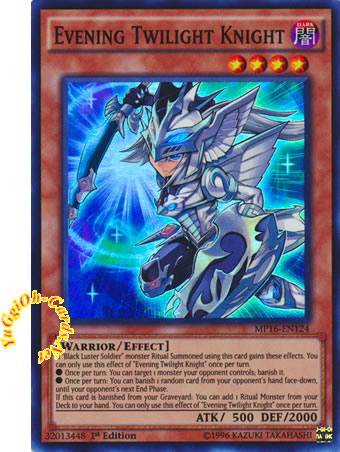 EVENING TWILIGHT KNIGHT
DARK
闇
MP16-EN124
[WARRIOR/EFFECT]
A "Black Luster Soldier" monster Ritual Summoned using this card gains these effects. You
can only use this effect of "Evening Twilight Knight" once per turn.
● Once per turn: You can target 1 monster your opponent controls; banish it.
● Once per turn: You can banish 1 random card from your opponent's hand face-down,
until your opponent's next End Phase.
If this card is banished from your Graveyard: You can add 1 Ritual Monster from your
Deck to your hand. You can only use this effect of "Evening Twilight Knight" once per turn.
ATK/ 500 DEF/2000
32013448 1st Edition ©1996 KAZUKI TAKAHASHI